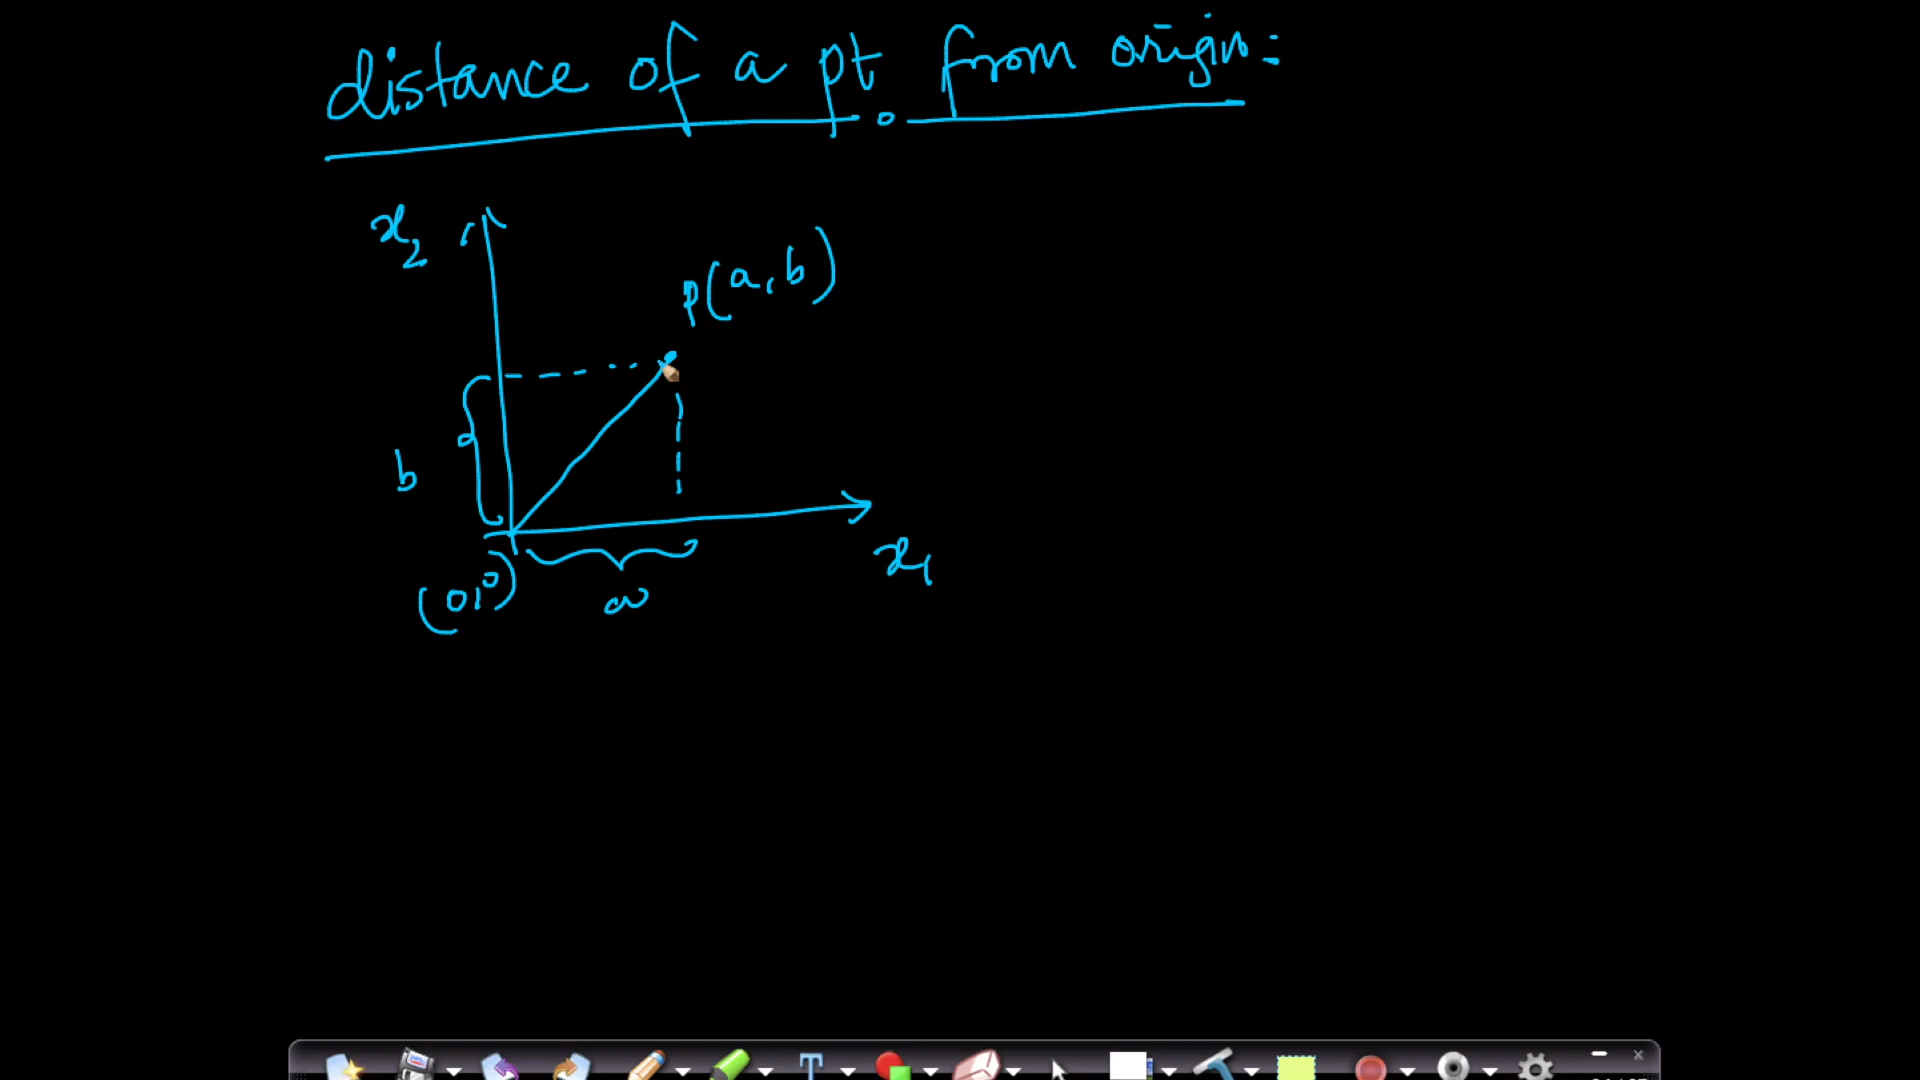 distance of a pt. from origin:
x₂
p(a, b)
b
x₁
(0,0)
a
T